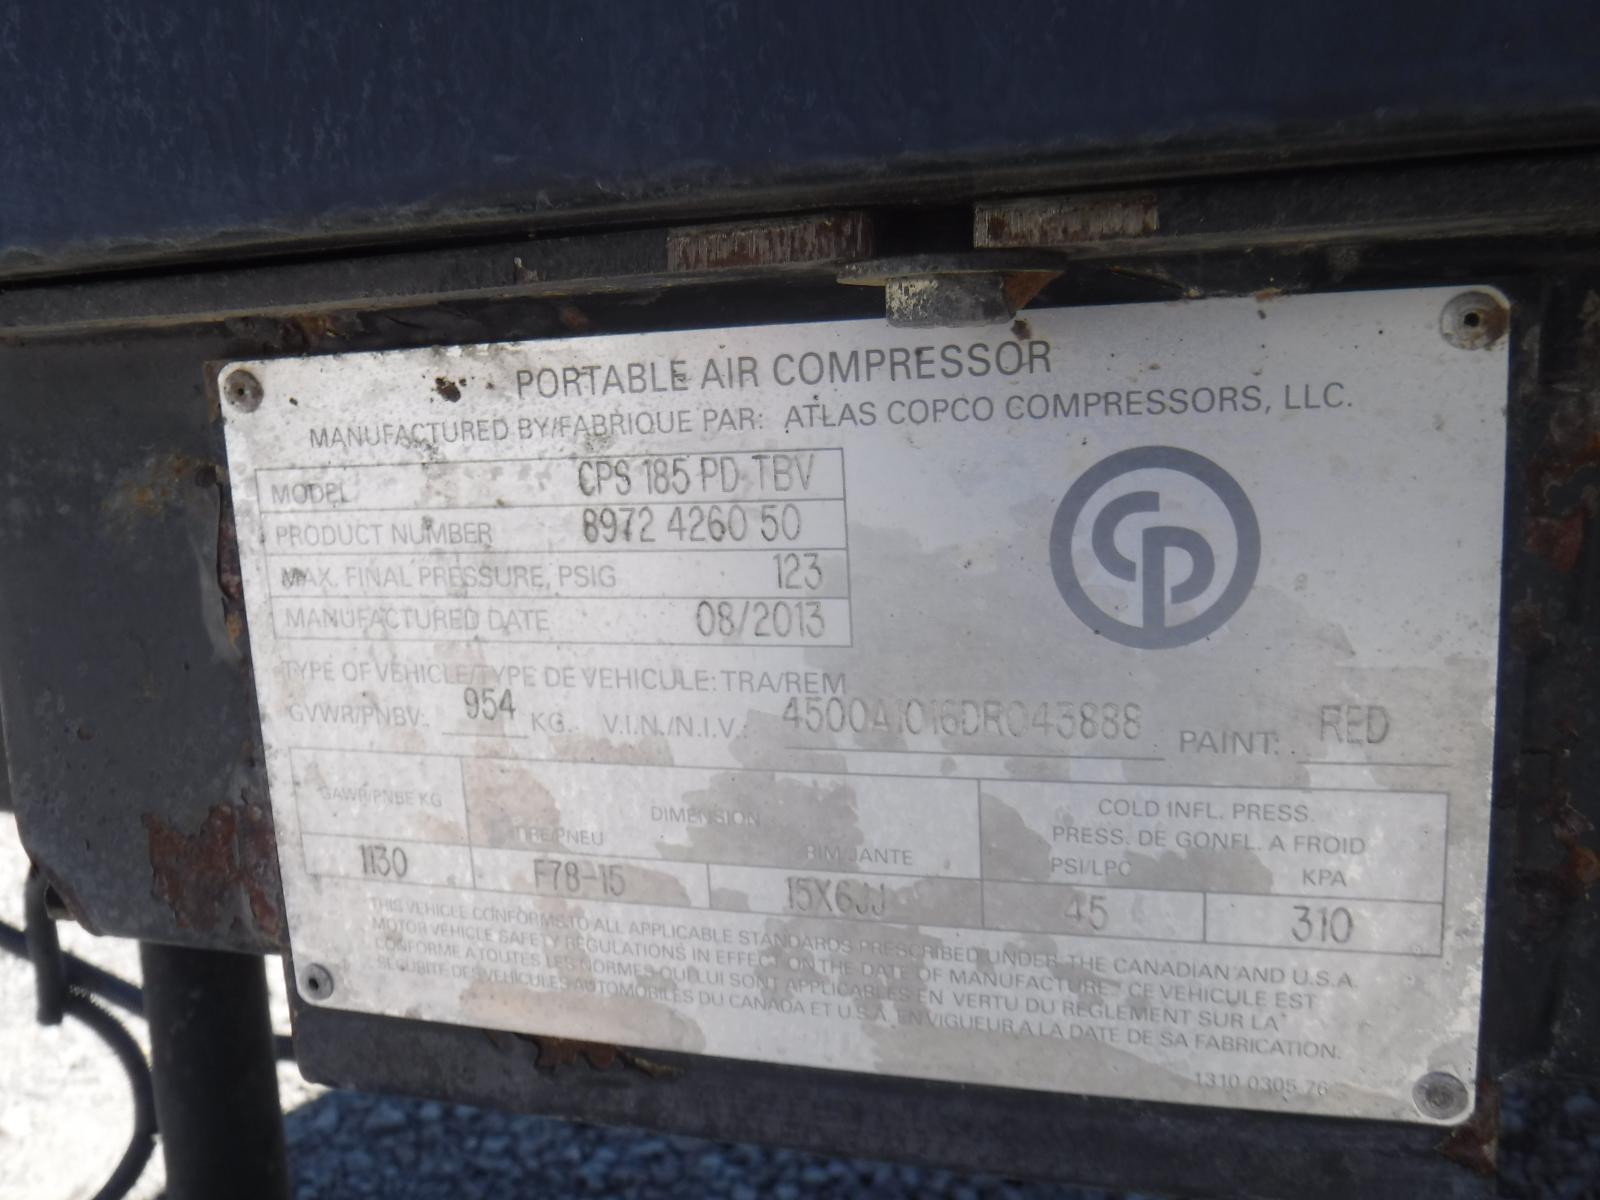 PORTABLE AIR COMPRESSOR
MANUFACTURED BY/FABRIQUE PAR: ATLAS COPCO COMPRESSORS, LLC.
MODEL CPS 185 PD TBV
PRODUCT NUMBER 8972 4260 50
MAX. FINAL PRESSURE, PSIG 123
MANUFACTURED DATE 08/2013
CP
TYPE OF VEHICLE/TYPE DE VEHICULE: TRA/REM
GVWR/PNBV: 954 KG. V.I.N./N.I.V.: 4500A1016DR043888 PAINT: RED
GAWR/PNBE KG DIMENSION COLD INFL. PRESS.
PRESS. DE GONFL. A FROID
TIRE/PNEU RIM/JANTE PSI/LPC KPA
1130 F78-15 15X6JJ 45 310
THIS VEHICLE CONFORMS TO ALL APPLICABLE STANDARDS PRESCRIBED UNDER THE CANADIAN AND U.S.A.
MOTOR VEHICLE SAFETY REGULATIONS IN EFFECT ON THE DATE OF MANUFACTURE. CE VEHICULE EST
CONFORME A TOUTES LES NORMES QUI LUI SONT APPLICABLES EN VERTU DU REGLEMENT SUR LA
SECURITE DES VEHICULES AUTOMOBILES DU CANADA ET U.S.A. EN VIGUEUR A LA DATE DE SA FABRICATION.
1310 0305 76